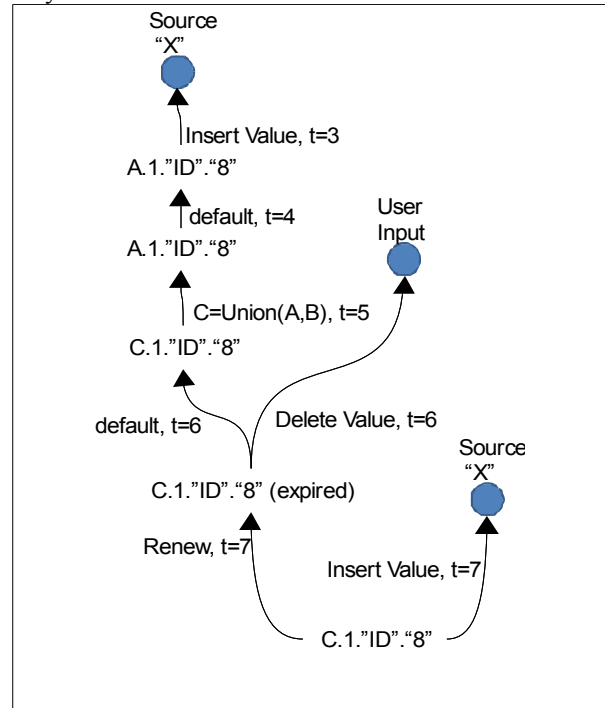 Source
“X”
Insert Value, t=3
A.1.”ID”.“8”
default, t=4
User
Input
A.1.”ID”.“8”
C=Union(A,B), t=5
C.1.”ID”.“8”
default, t=6
Delete Value, t=6
Source
“X”
C.1.”ID”.“8” (expired)
Renew, t=7
Insert Value, t=7
C.1.”ID”.“8”